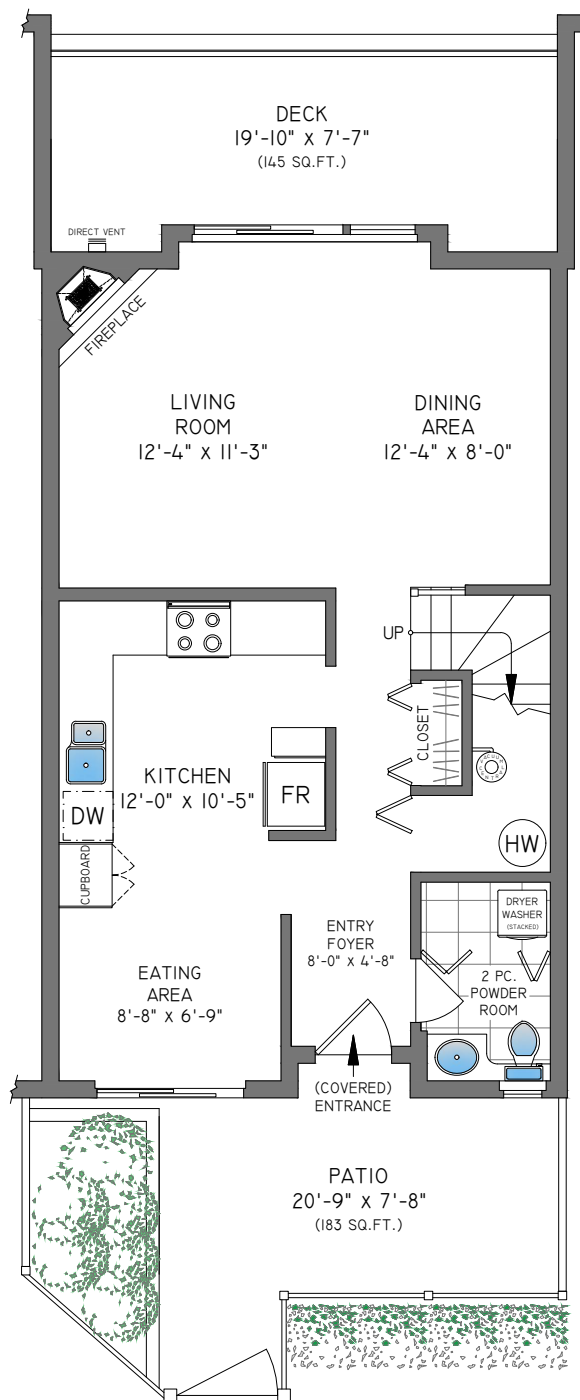 DECK
19'-10" X 7'-7"
(145 SQ.FT.)
DIRECT VENT
FIREPLACE
LIVING
ROOM
12'-4" X 11'-3"
DINING
AREA
12'-4" X 8'-0"
UP
CLOSET
KITCHEN
12'-0" X 10'-5"
FR
DW
CUPBOARD
HW
DRYER
WASHER
(STACKED)
ENTRY
FOYER
8'-0" X 4'-8"
EATING
AREA
8'-8" X 6'-9"
2 PC.
POWDER
ROOM
(COVERED)
ENTRANCE
PATIO
20'-9" X 7'-8"
(183 SQ.FT.)